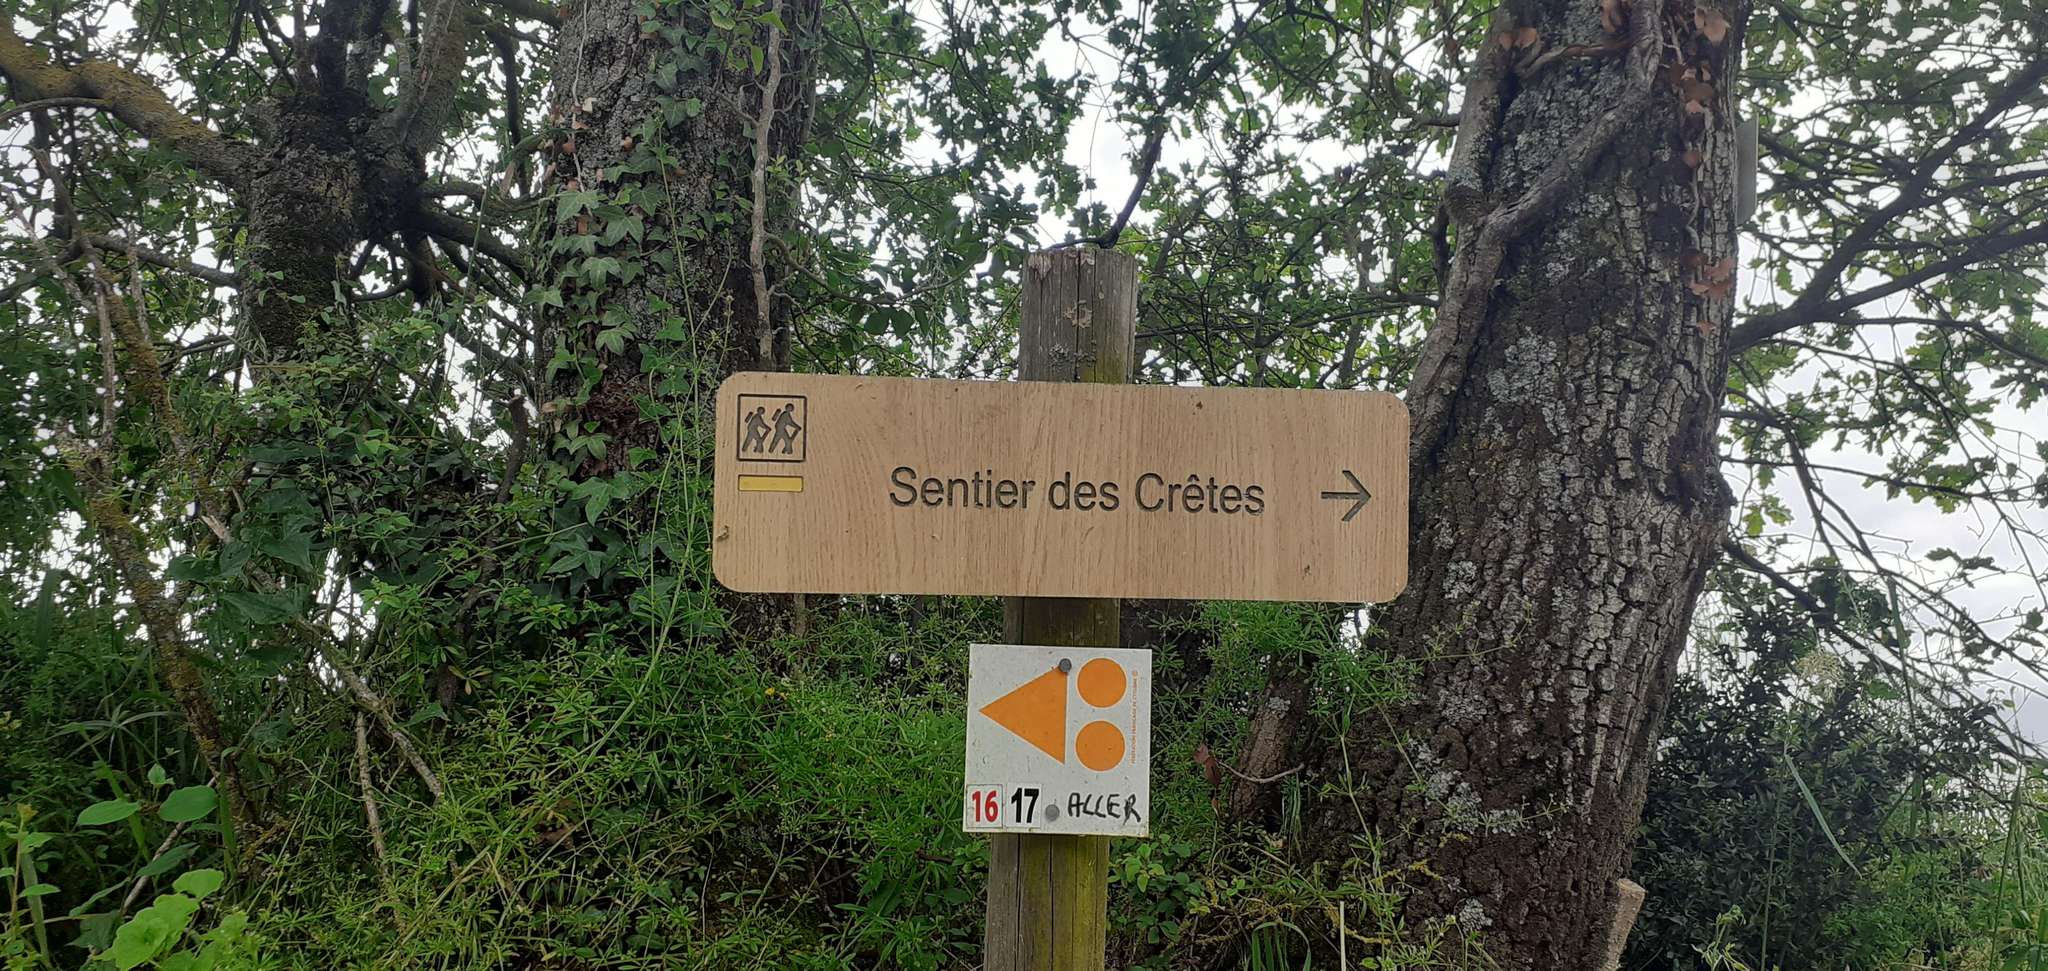 Sentier des Crêtes →
16 17 ALLER